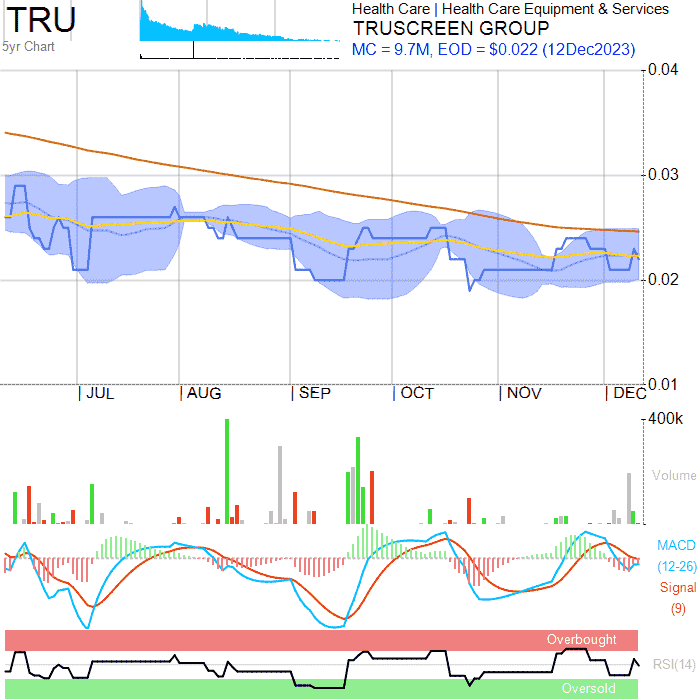 TRU
5yr Chart
Health Care | Health Care Equipment & Services
TRUSCREEN GROUP
MC = 9.7M, EOD = $0.022 (12Dec2023)
0.04
0.03
0.02
0.01
| JUL | AUG | SEP | OCT | NOV | DEC
400k
Volume
MACD
(12-26)
Signal
(9)
Overbought
RSI(14)
Oversold